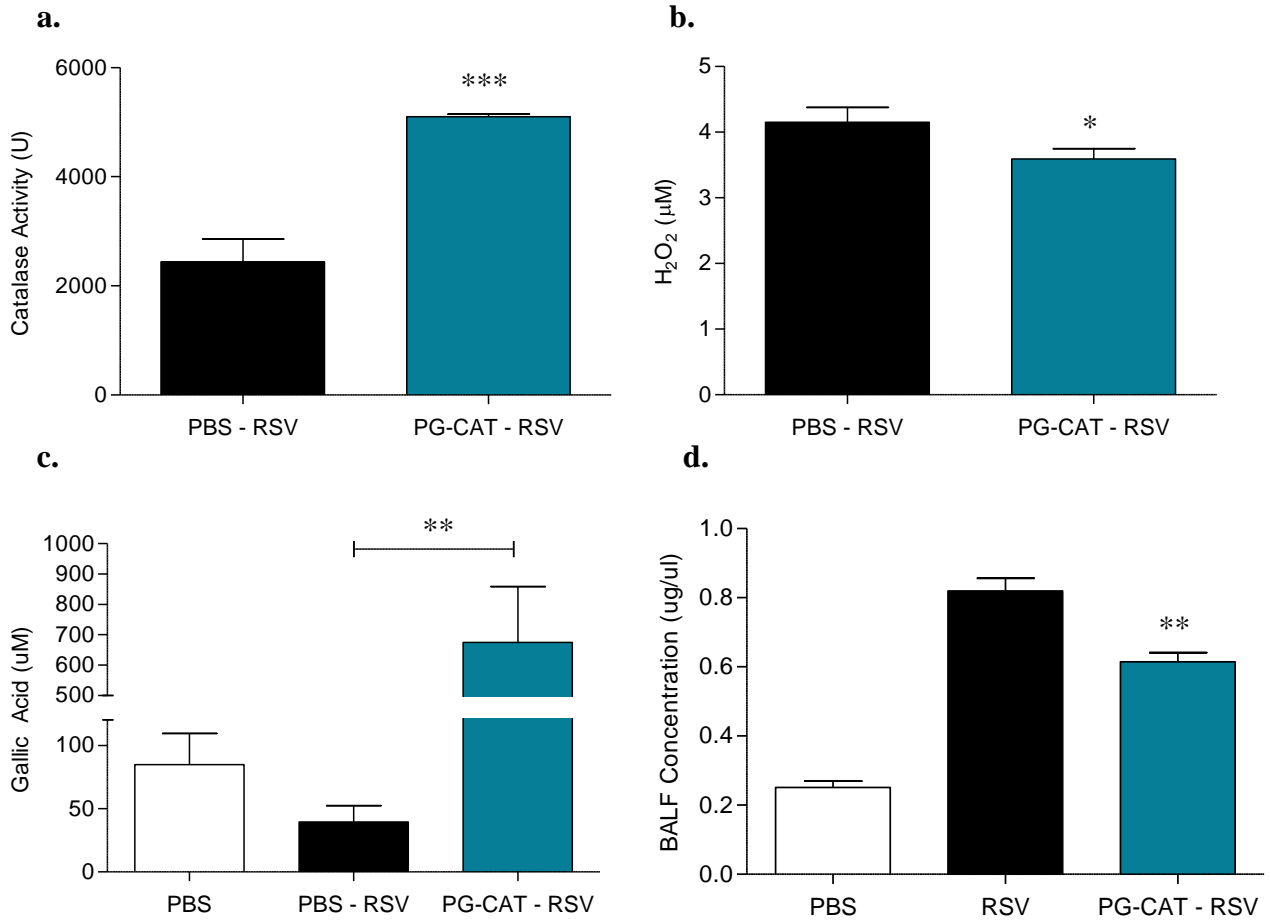 a.
6000
4000
2000
0
Catalase Activity (U)
***
PBS - RSV
PG-CAT - RSV
b.
5
4
3
2
1
0
H₂O₂ (μM)
*
PBS - RSV
PG-CAT - RSV
c.
1000
900
800
700
600
500
100
50
0
Gallic Acid (uM)
**
PBS
PBS - RSV
PG-CAT - RSV
d.
1.0
0.8
0.6
0.4
0.2
0.0
BALF Concentration (ug/ul)
**
PBS
RSV
PG-CAT - RSV